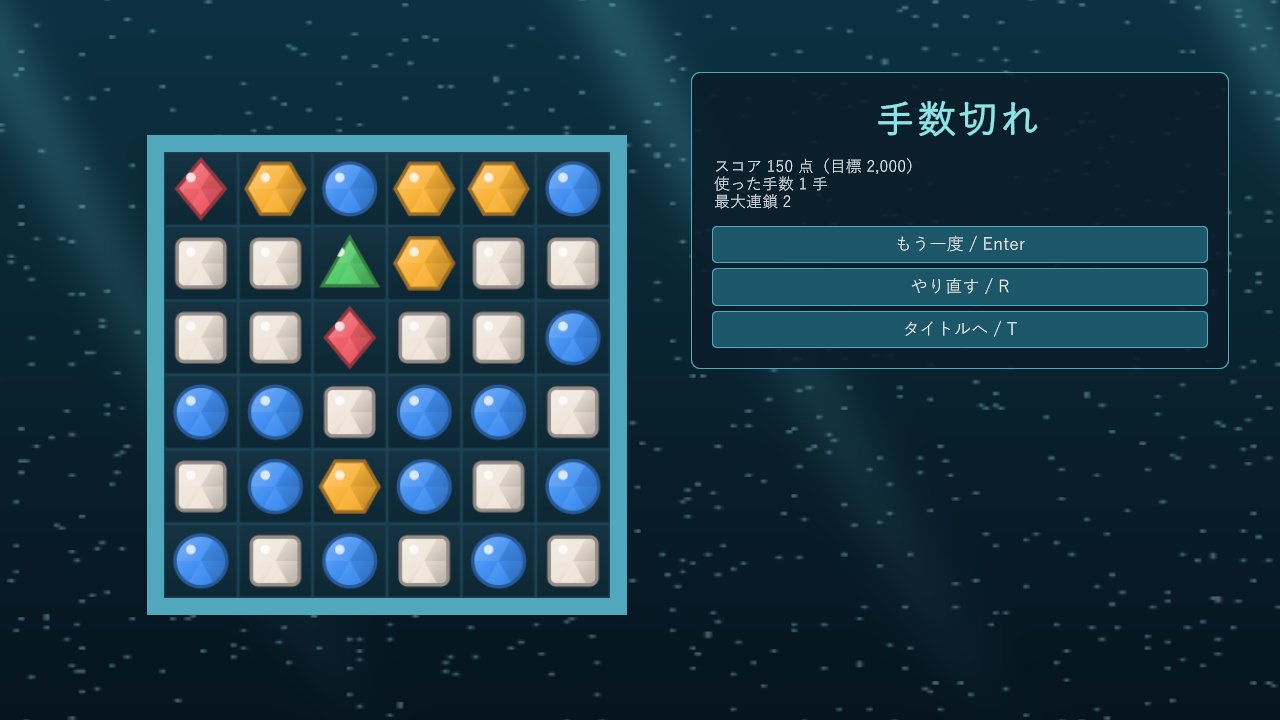 手数切れ
スコア 150 点（目標 2,000）
使った手数 1 手
最大連鎖 2
もう一度 / Enter
やり直す / R
タイトルへ / T